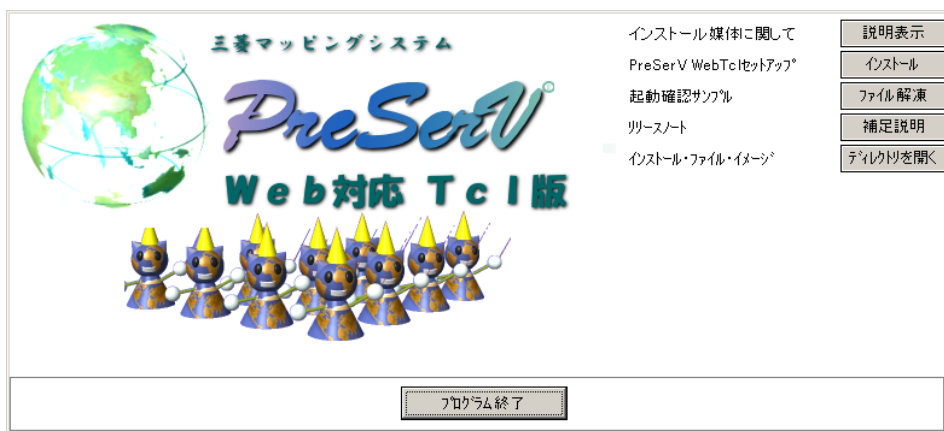 三菱マッピングシステム
PreSerV
Web対応 Tcl版
インストール媒体に関して 説明表示
PreSerV WebTclｾｯﾄｱｯﾌﾟ ｲﾝｽﾄｰﾙ
起動確認ｻﾝﾌﾟﾙ ﾌｧｲﾙ解凍
ﾘﾘｰｽﾉｰﾄ 補足説明
ｲﾝｽﾄｰﾙ･ﾌｧｲﾙ･ｲﾒｰｼﾞ ﾃﾞｨﾚｸﾄﾘを開く
ﾌﾟﾛｸﾞﾗﾑ終了